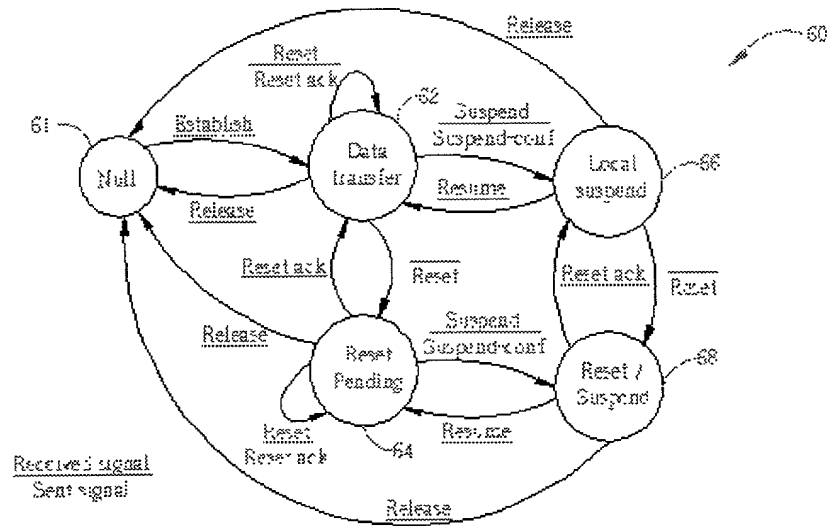 Release
60
Reset
Reset ack
62
61
Establish
Suspend
Suspend-conf
Null
Data
transfer
Local
suspend
66
Resume
Release
Reset ack
Reset
Reset ack
Reset
Release
Suspend
Suspend-conf
Reset
Pending
Reset /
Suspend
68
Reset
Reset ack
Resume
64
Received signal
Sent signal
Release